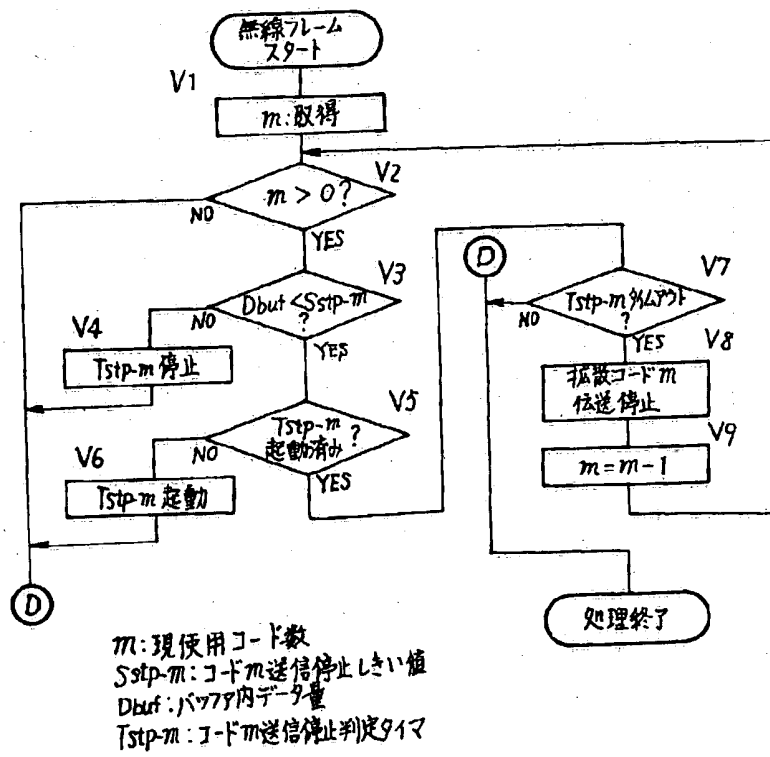 無線フレーム
スタート
V1
m:取得
V2
m > 0?
NO
YES
V3
Dbuf<Sstp-m
?
NO
YES
V4
Tstp-m 停止
V5
Tstp-m
起動済み?
NO
YES
V6
Tstp-m 起動
D
D
V7
Tstp-mタイムアウト
?
NO
YES
V8
拡散コードm
伝送停止
V9
m=m-1
処理終了
m:現使用コード数
Sstp-m:コードm送信停止しきい値
Dbuf:バッファ内データ量
Tstp-m:コードm送信停止判定タイマ